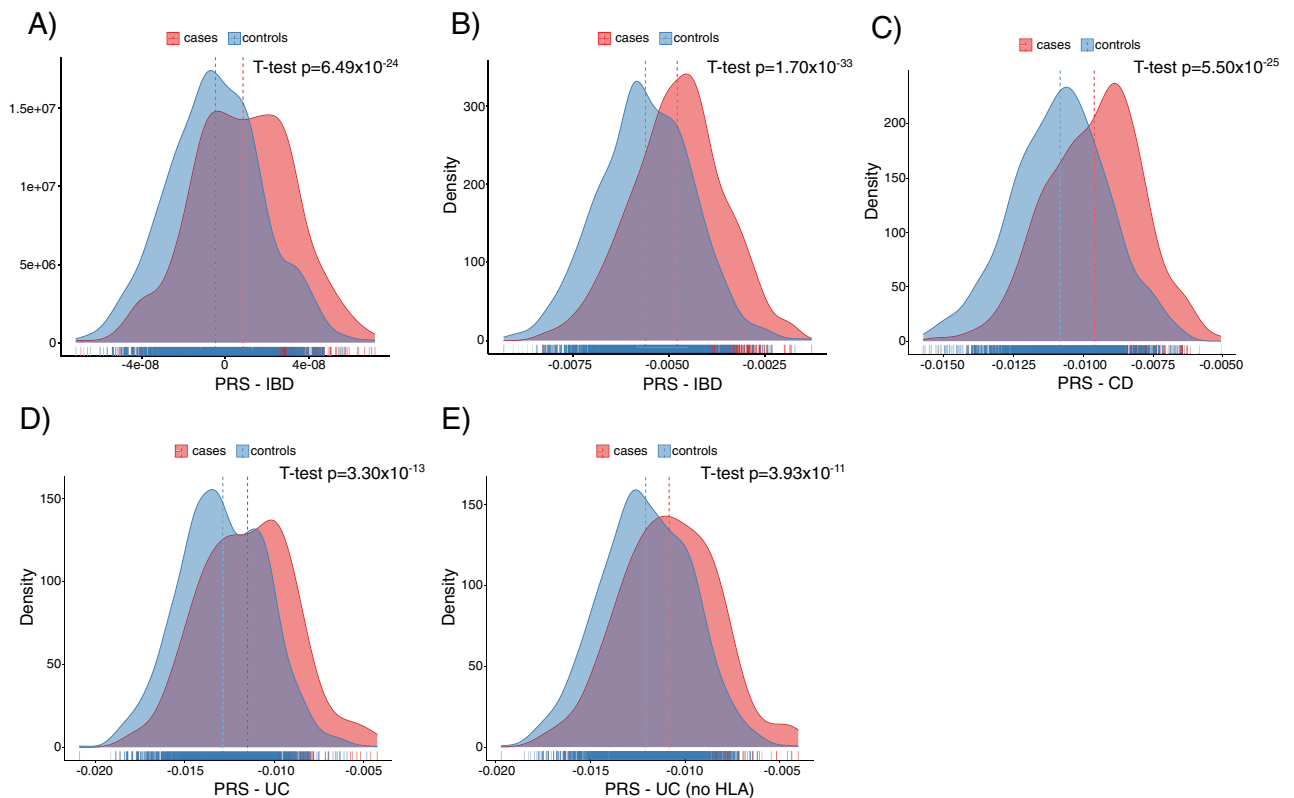 A)
cases controls
T-test p=6.49x10-24
1.5e+07
1e+07
5e+06
0
-4e-08 0 4e-08
PRS - IBD
B)
cases controls
T-test p=1.70x10-33
Density
300
200
100
0
-0.0075 -0.0050 -0.0025
PRS - IBD
C)
cases controls
T-test p=5.50x10-25
Density
200
150
100
50
0
-0.0150 -0.0125 -0.0100 -0.0075 -0.0050
PRS - CD
D)
cases controls
T-test p=3.30x10-13
Density
150
100
50
0
-0.020 -0.015 -0.010 -0.005
PRS - UC
E)
cases controls
T-test p=3.93x10-11
Density
150
100
50
0
-0.020 -0.015 -0.010 -0.005
PRS - UC (no HLA)